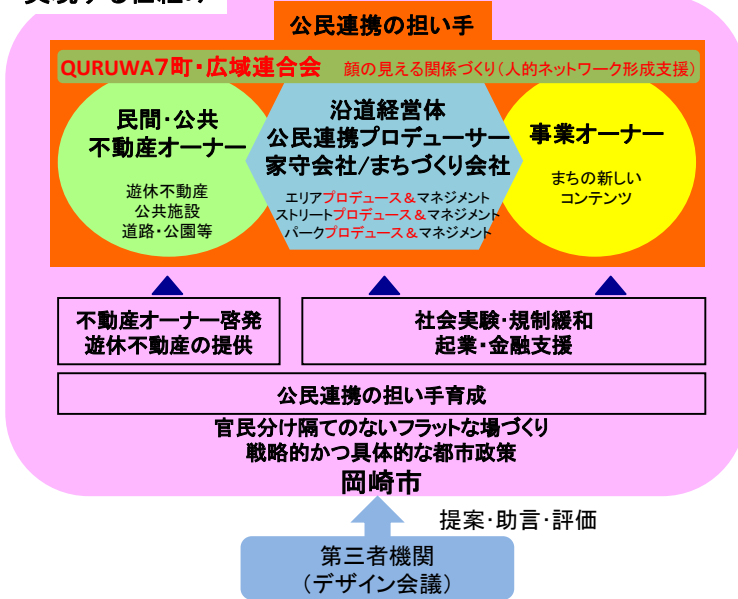 実現する仕組み
公民連携の担い手
QURUWA7町・広域連合会 顔の見える関係づくり(人的ネットワーク形成支援)
民間・公共
不動産オーナー
遊休不動産
公共施設
道路・公園等
沿道経営体
公民連携プロデューサー
家守会社/まちづくり会社
エリアプロデュース&マネジメント
ストリートプロデュース&マネジメント
パークプロデュース&マネジメント
事業オーナー
まちの新しい
コンテンツ
不動産オーナー啓発
遊休不動産の提供
社会実験・規制緩和
起業・金融支援
公民連携の担い手育成
官民分け隔てのないフラットな場づくり
戦略的かつ具体的な都市政策
岡崎市
提案・助言・評価
第三者機関
(デザイン会議)